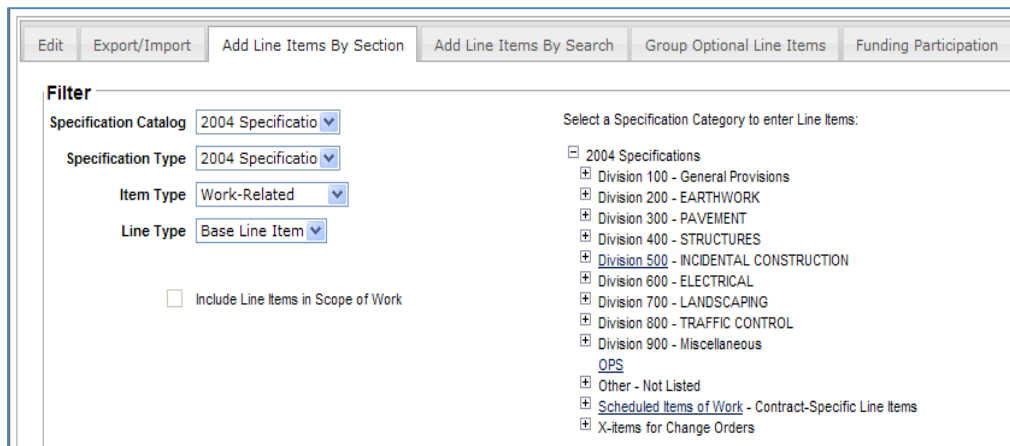 Edit
Export/Import
Add Line Items By Section
Add Line Items By Search
Group Optional Line Items
Funding Participation
Filter
Specification Catalog 2004 Specificatio
Specification Type 2004 Specificatio
Item Type Work-Related
Line Type Base Line Item
Include Line Items in Scope of Work
Select a Specification Category to enter Line Items:
2004 Specifications
Division 100 - General Provisions
Division 200 - EARTHWORK
Division 300 - PAVEMENT
Division 400 - STRUCTURES
Division 500 - INCIDENTAL CONSTRUCTION
Division 600 - ELECTRICAL
Division 700 - LANDSCAPING
Division 800 - TRAFFIC CONTROL
Division 900 - Miscellaneous
OPS
Other - Not Listed
Scheduled Items of Work - Contract-Specific Line Items
X-items for Change Orders